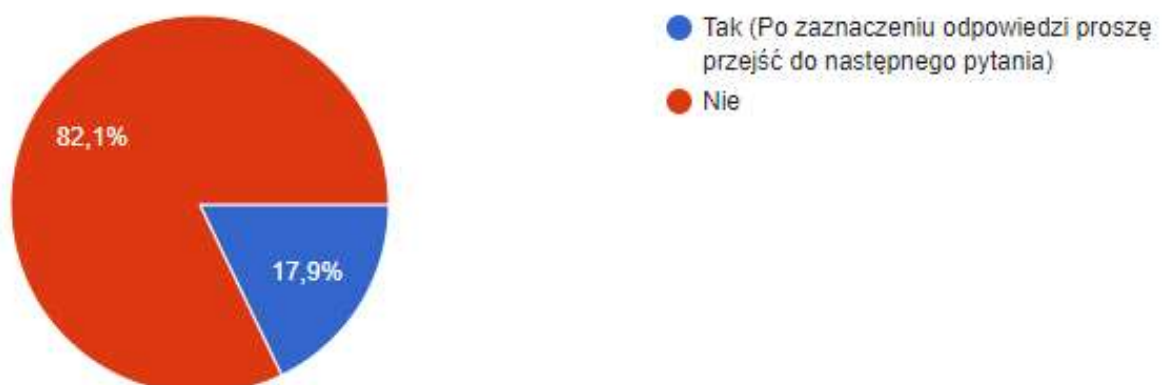 Tak (Po zaznaczeniu odpowiedzi proszę
przejść do następnego pytania)
Nie
82,1%
17,9%